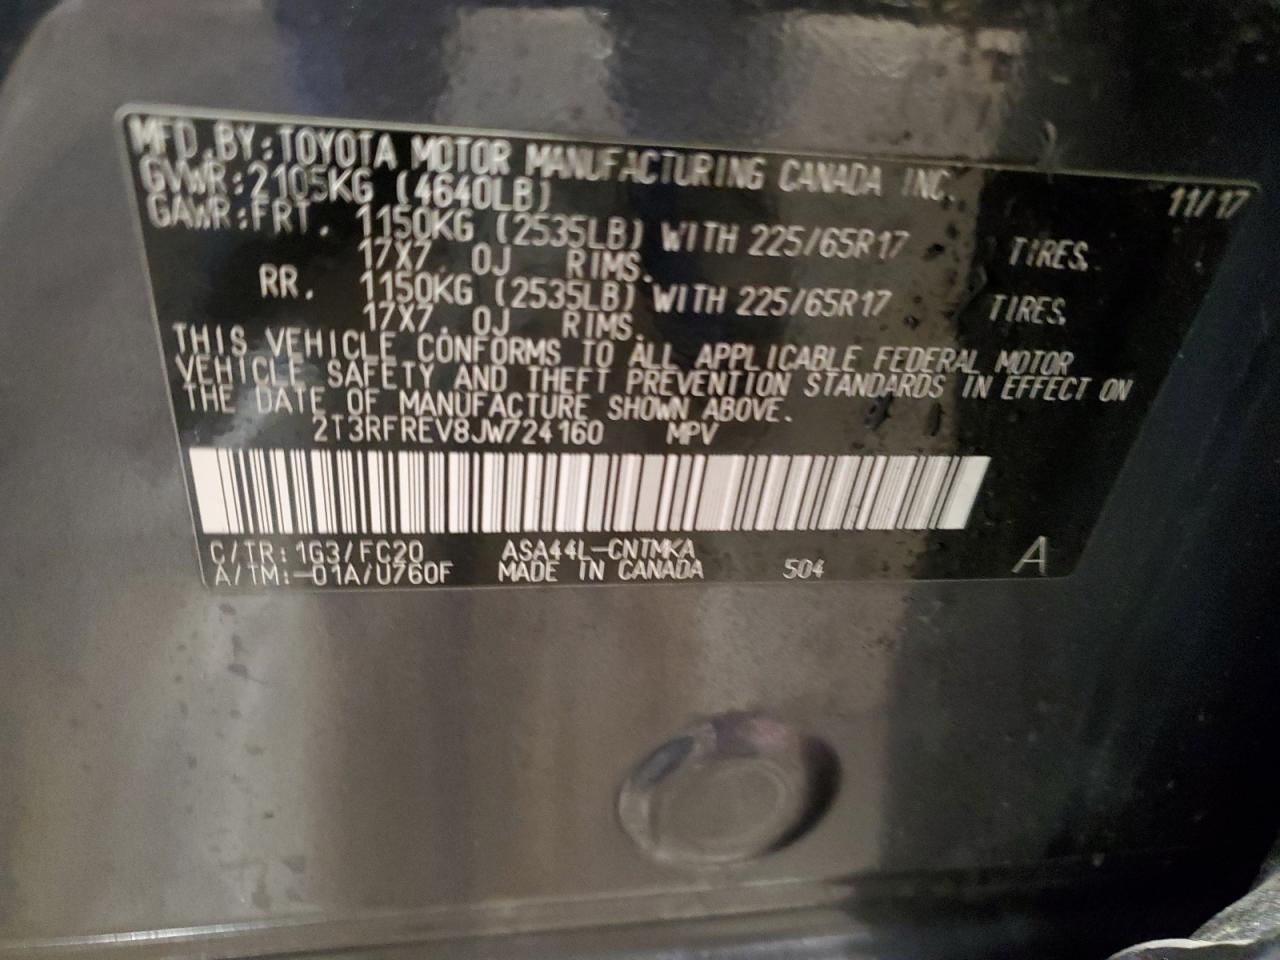 MFD.BY:TOYOTA MOTOR MANUFACTURING CANADA INC. 11/17
GVWR:2105KG (4640LB)
GAWR:FRT. 1150KG (2535LB) WITH 225/65R17 TIRES.
17X7.0J RIMS.
RR. 1150KG (2535LB) WITH 225/65R17 TIRES.
17X7.0J RIMS.
THIS VEHICLE CONFORMS TO ALL APPLICABLE FEDERAL MOTOR
VEHICLE SAFETY AND THEFT PREVENTION STANDARDS IN EFFECT ON
THE DATE OF MANUFACTURE SHOWN ABOVE.
2T3RFREV8JW724160 MPV
C/TR:1G3/FC20 ASA44L-CNTMKA A
A/TM:-01A/U760F MADE IN CANADA 504